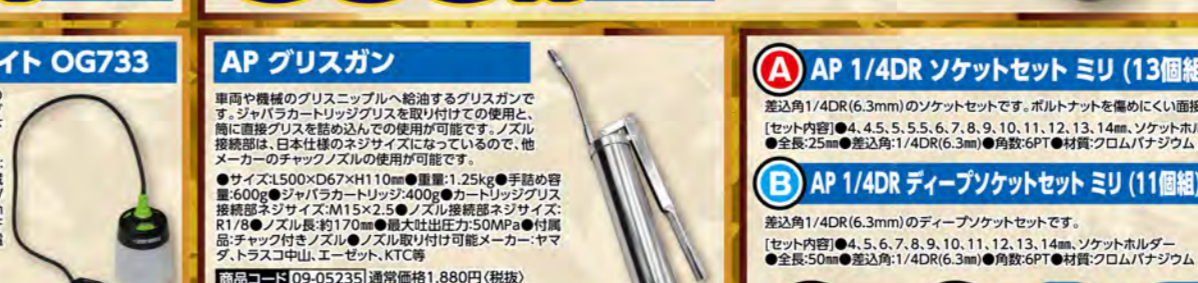 イト OG733
AP グリスガン
車両や機械のグリスニップルへ給油するグリスガンで
す。ジャバラカートリッジを取り付けての使用と、
筒に直接グリスを詰め込んでの使用が可能です。ノズル
接続部は、日本仕様のネジサイズになっているので、他
メーカーのチャックノズルの使用が可能です。
●サイズ:L500×D67×H110㎜●重量:1.25kg●手詰め容
量:600g●ジャバラカートリッジ:400g●カートリッジグリス
接続部ネジサイズ:M15×2.5●ノズル接続部ネジサイズ:
R1/8●ノズル長:約170㎜●最大吐出圧力:50MPa●付属
品:チャック付きノズル●ノズル取り付け可能メーカー:ヤマ
ダ、トラスコ中山、エーゼット、KTC等
商品コード 09-05235 通常価格1,880円〈税抜〉
A AP 1/4DR ソケットセット ミリ (13個組
差込角1/4DR(6.3mm)のソケットセットです。ボルトナットを傷めにくい面接
[セット内容]●4、4.5、5、5.5、6、7、8、9、10、11、12、13、14㎜、ソケットホル
●全長:25㎜●差込角:1/4DR(6.3㎜)●角数:6PT●材質:クロムバナジウム
B AP 1/4DR ディープソケットセット ミリ (11個組)
差込角1/4DR(6.3mm)のディープソケットセットです。
[セット内容]●4、5、6、7、8、9、10、11、12、13、14㎜、ソケットホルダー
●全長:50㎜●差込角:1/4DR(6.3㎜)●角数:6PT●材質:クロムバナジウム